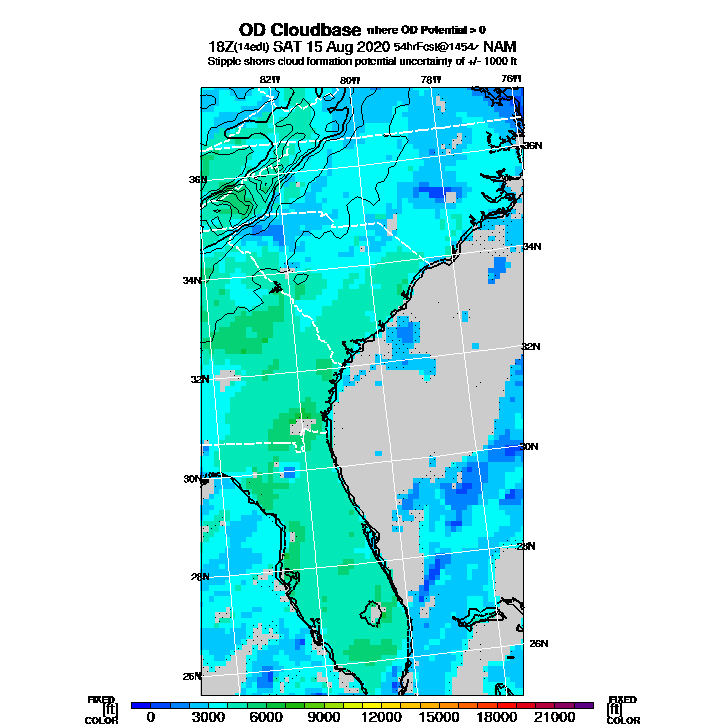 OD Cloudbase where OD Potential > 0
18Z(14edt) SAT 15 Aug 2020 54hrFcst@1454z NAM
Stipple shows cloud formation potential uncertainty of +/- 1000 ft
82W 80W 78W 76W
36N 36N
34N 34N
32N 32N
30N 30N
28N 28N
26N 26N
FIXED FIXED
[ft] 0 3000 6000 9000 12000 15000 18000 21000 [ft]
COLOR COLOR